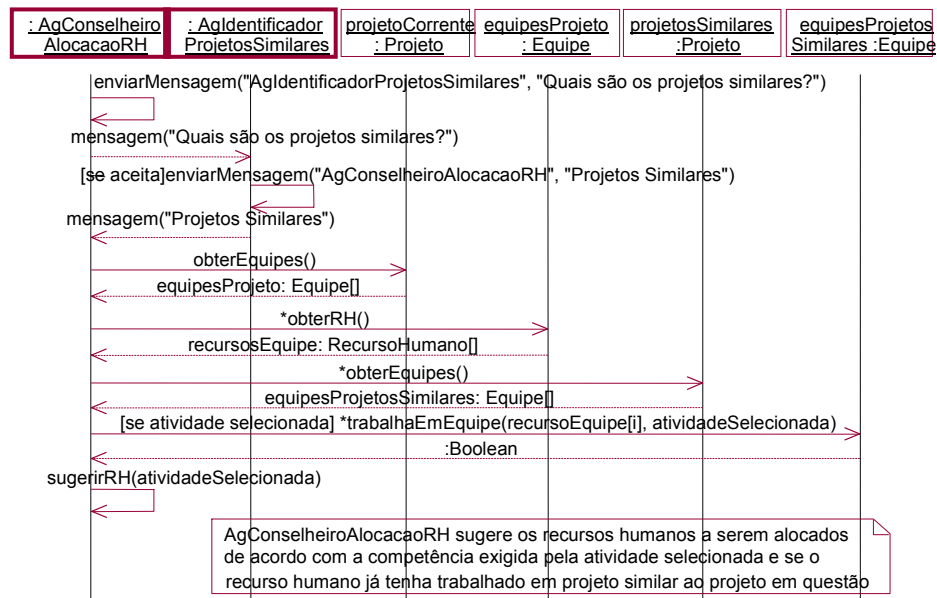 : AgConselheiro
AlocacaoRH
: AgIdentificador
ProjetosSimilares
projetoCorrente
: Projeto
equipesProjeto
: Equipe
projetosSimilares
:Projeto
equipesProjetos
Similares :Equipe
enviarMensagem("AgIdentificadorProjetosSimilares", "Quais são os projetos similares?")
mensagem("Quais são os projetos similares?")
[se aceita]enviarMensagem("AgConselheiroAlocacaoRH", "Projetos Similares")
mensagem("Projetos Similares")
obterEquipes()
equipesProjeto: Equipe[]
*obterRH()
recursosEquipe: RecursoHumano[]
*obterEquipes()
equipesProjetosSimilares: Equipe[]
[se atividade selecionada] *trabalhaEmEquipe(recursoEquipe[i], atividadeSelecionada)
:Boolean
sugerirRH(atividadeSelecionada)
AgConselheiroAlocacaoRH sugere os recursos humanos a serem alocados
de acordo com a competência exigida pela atividade selecionada e se o
recurso humano já tenha trabalhado em projeto similar ao projeto em questão